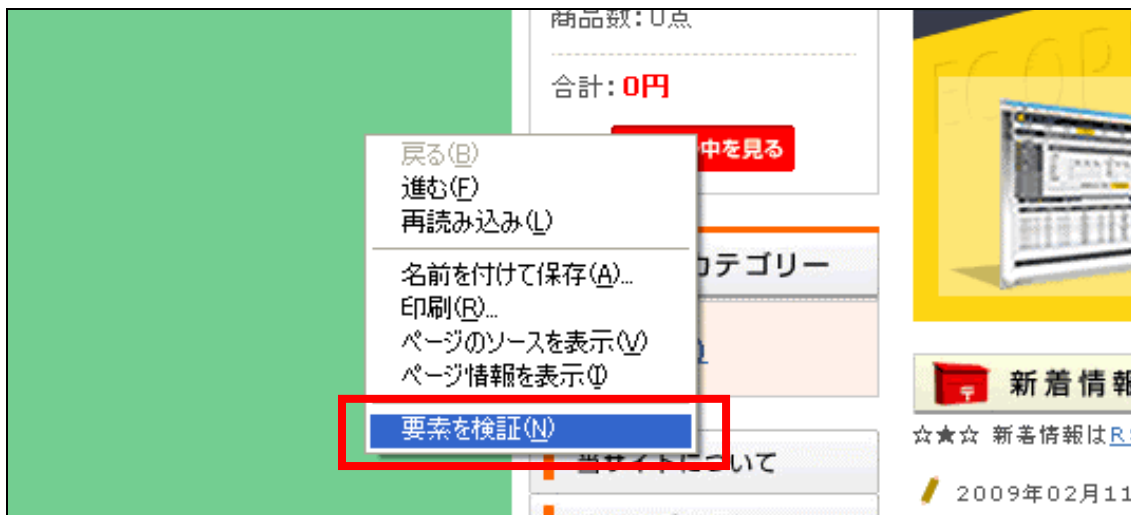 商品数:0点
合計:0円
中を見る
戻る(B)
進む(F)
再読み込み(L)
名前を付けて保存(A)...
印刷(R)...
ページのソースを表示(V)
ページ情報を表示(I)
要素を検証(N)
カテゴリー
当サイトについて
ECOP
新着情報
☆★☆ 新着情報はRS
2009年02月11